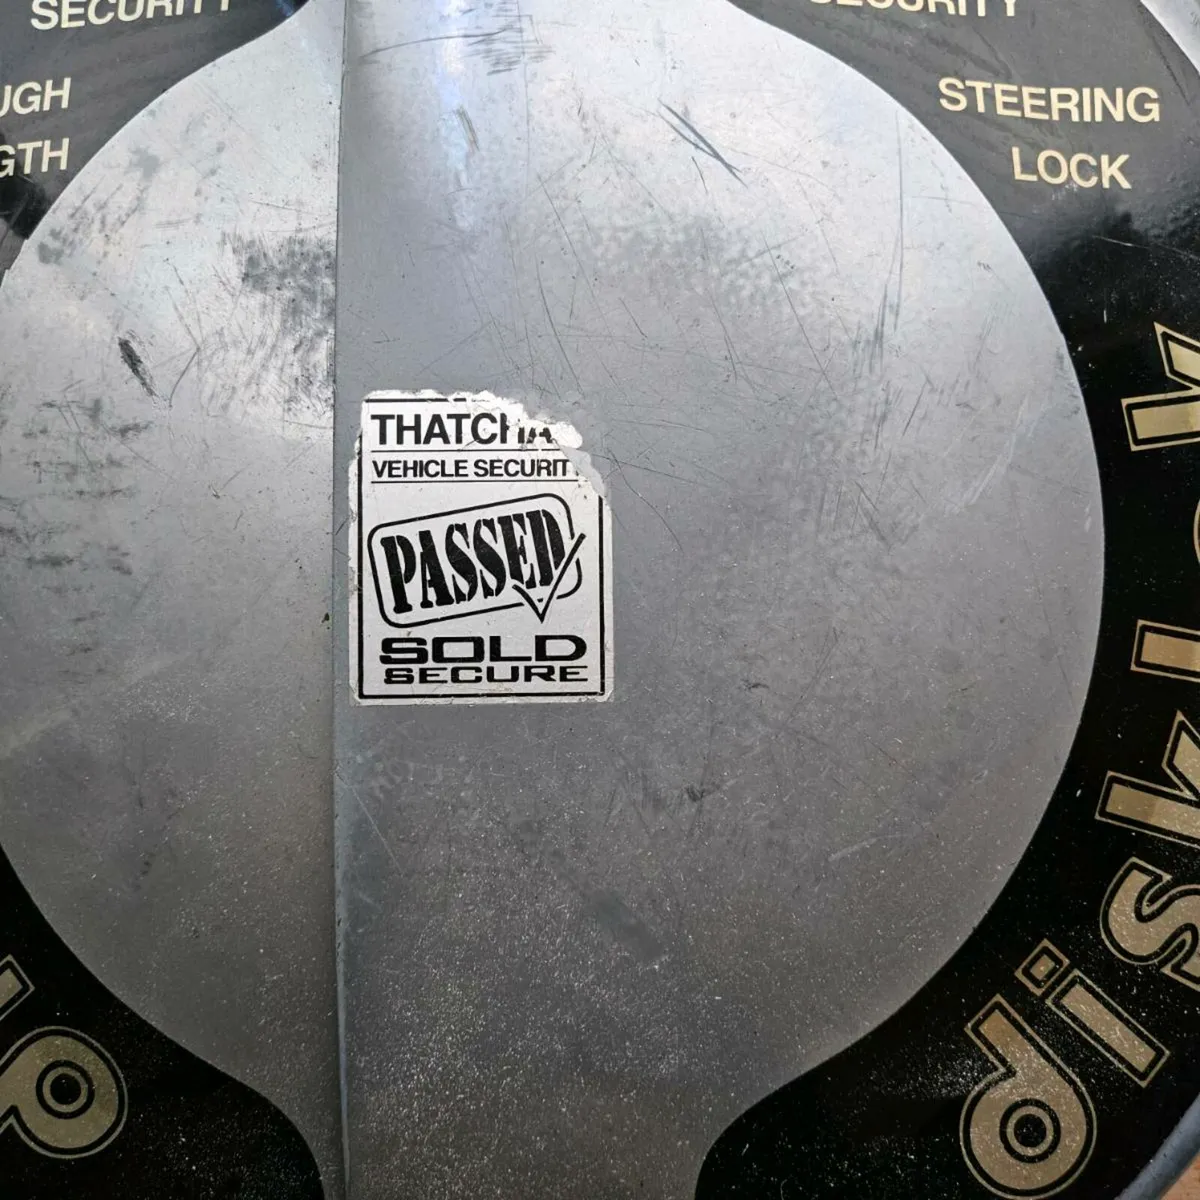 SECURITY
SECURITY
UGH
GTH
STEERING
LOCK
THATCHA
VEHICLE SECURIT
PASSED
SOLD
SECURE
disklok